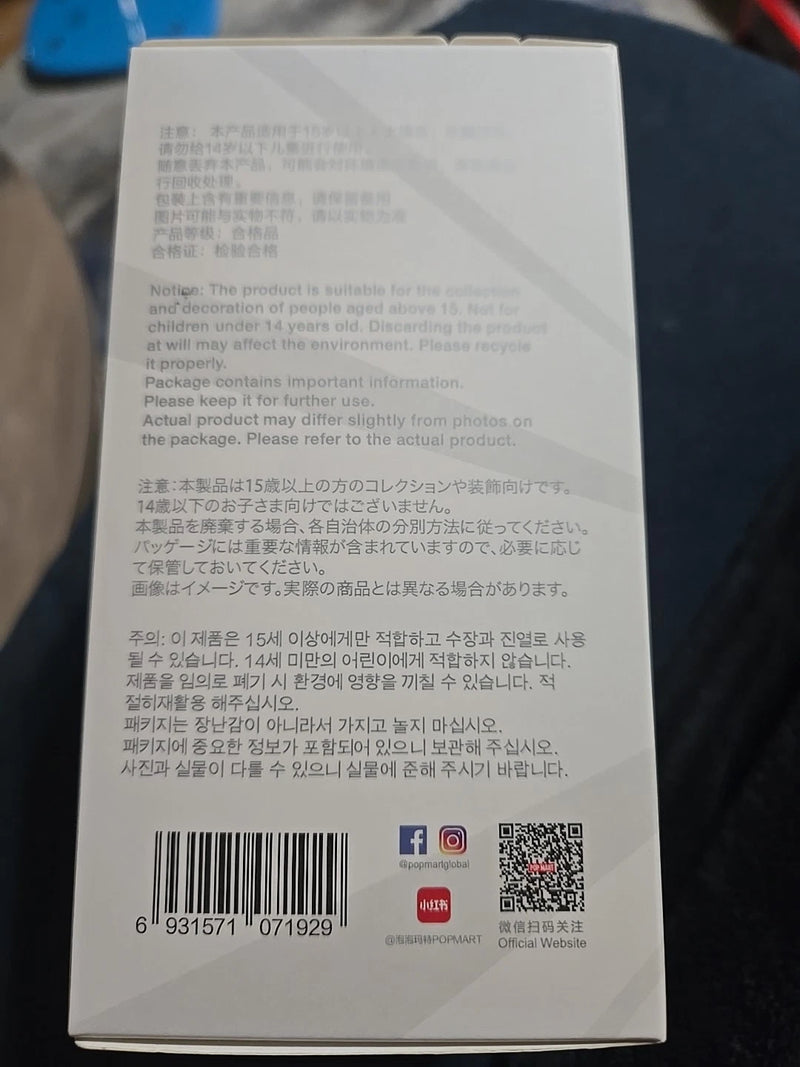 注意： 本产品适用于15岁以上
请勿给14岁以下儿童进行使用
随意丢弃本产品，可能会对环境
行回收处理。
包装上含有重要信息，请保留备用
图片可能与实物不符，请以实物为准
产品等级：合格品
合格证：检验合格
Notice: The product is suitable for the collection
and decoration of people aged above 15. Not for
children under 14 years old. Discarding the product
at will may affect the environment. Please recycle
it properly.
Package contains important information.
Please keep it for further use.
Actual product may differ slightly from photos on
the package. Please refer to the actual product.
注意：本製品は15歳以上の方のコレクションや装飾向けです。
14歳以下のお子さま向けではございません。
本製品を廃棄する場合、各自治体の分別方法に従ってください。
パッケージには重要な情報が含まれていますので、必要に応じ
て保管しておいてください。
画像はイメージです。実際の商品とは異なる場合があります。
주의: 이 제품은 15세 이상에게만 적합하고 수장과 진열로 사용
될 수 있습니다. 14세 미만의 어린이에게 적합하지 않습니다.
제품을 임의로 폐기 시 환경에 영향을 끼칠 수 있습니다. 적
절히재활용 해주십시오.
패키지는 장난감이 아니라서 가지고 놀지 마십시오.
패키지에 중요한 정보가 포함되어 있으니 보관해 주십시오.
사진과 실물이 다를 수 있으니 실물에 준해 주시기 바랍니다.
6 931571 071929
@popmartglobal
小红书
@泡泡玛特POPMART
POP MART
微信扫码关注
Official Website